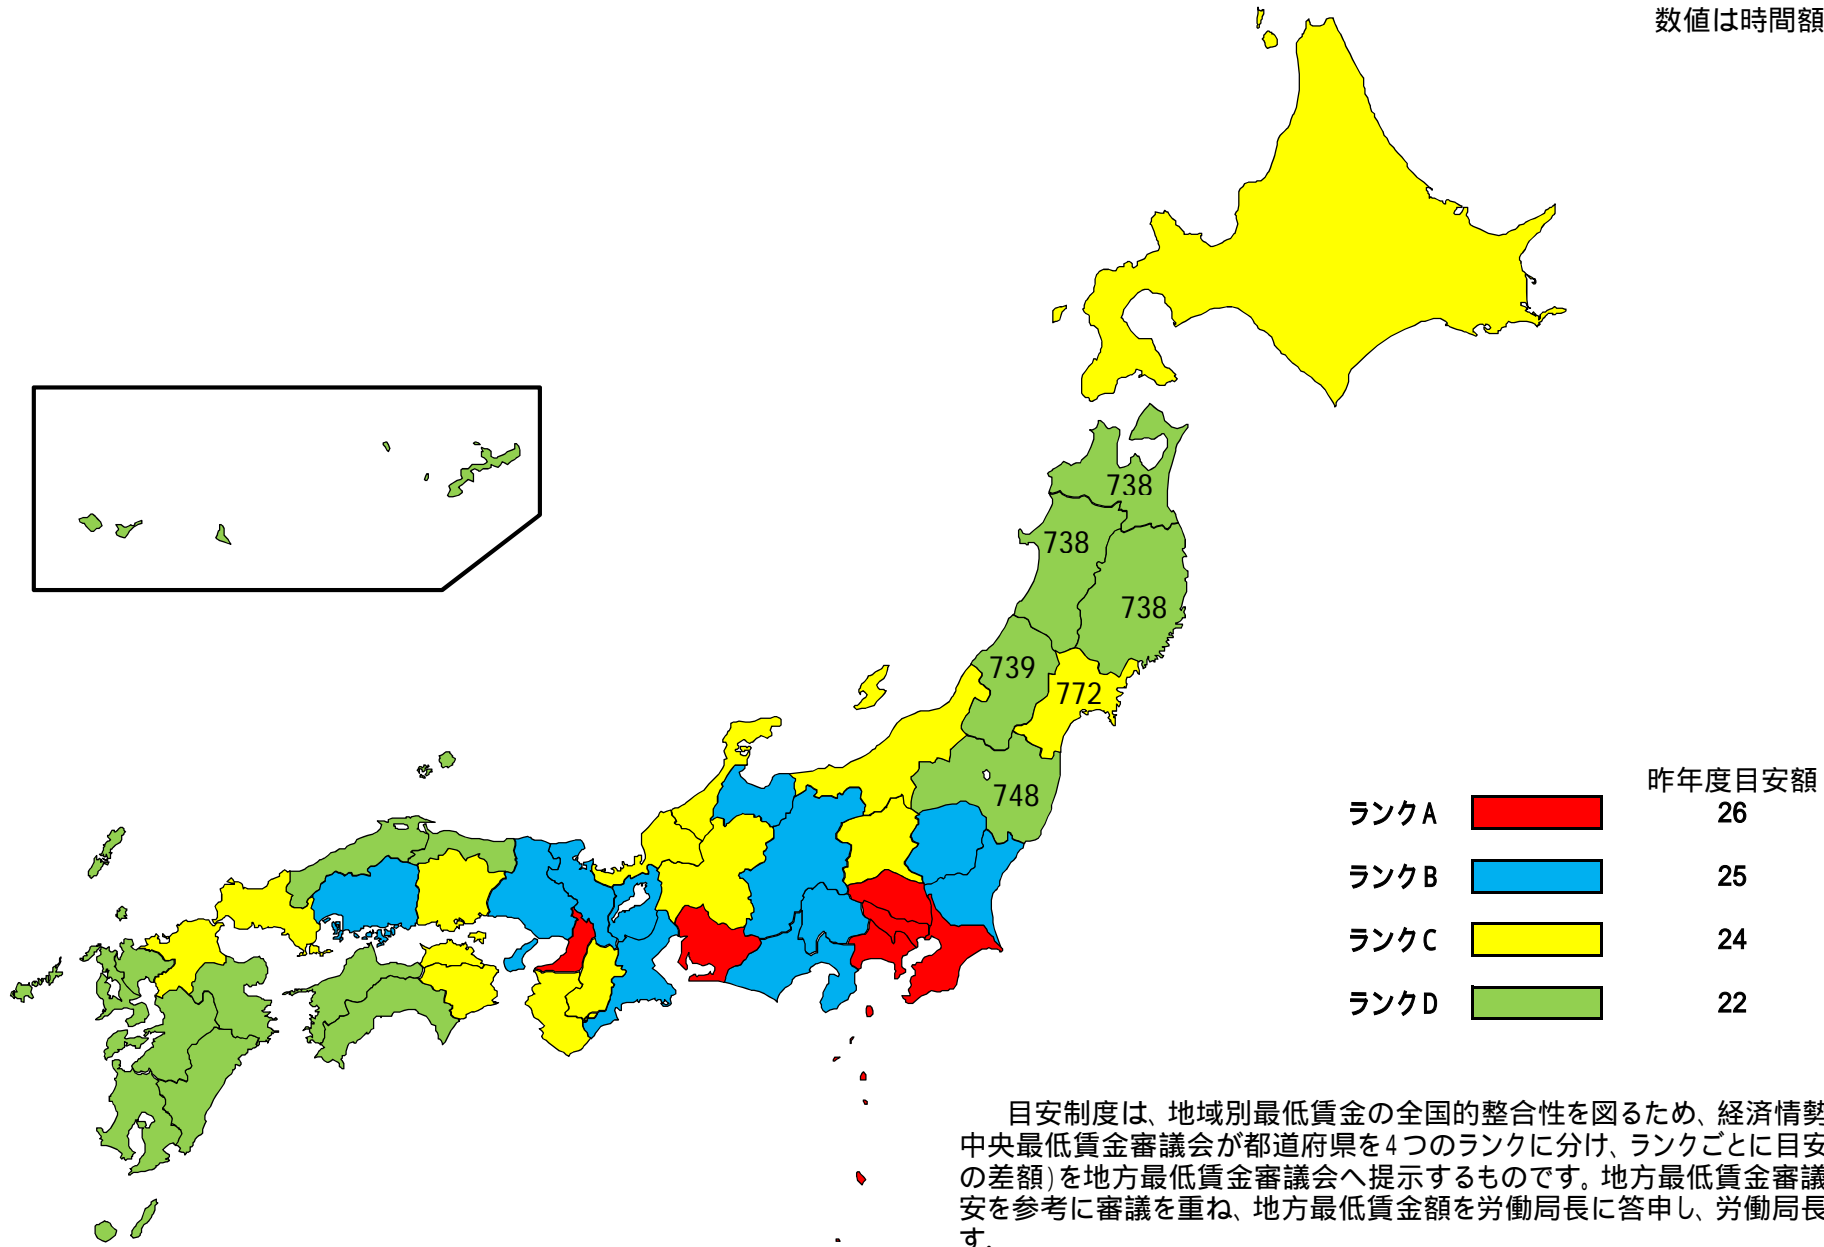 数値は時間額
738
738
738
739
772
748
昨年度目安額
ランクA 26
ランクB 25
ランクC 24
ランクD 22
目安制度は、地域別最低賃金の全国的整合性を図るため、経済情勢
中央最低賃金審議会が都道府県を4つのランクに分け、ランクごとに目安
の差額)を地方最低賃金審議会へ提示するものです。地方最低賃金審議
安を参考に審議を重ね、地方最低賃金額を労働局長に答申し、労働局長
す。